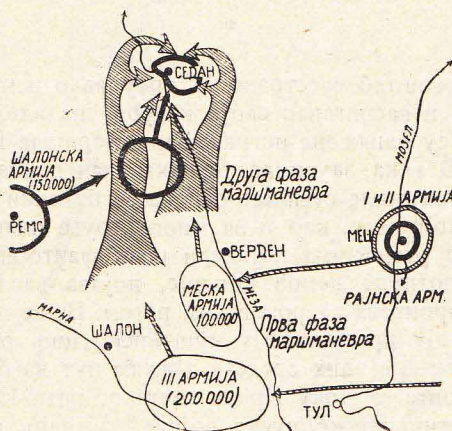 СЕДАН
ШАЛОНСКА
АРМИЈА
(150.000)
РЕМС
Друга фаза
маршманевра
МОЗЕЛ
I и II АРМИЈА
МЕЦ
РАЈНСКА АРМ.
ВЕРДЕН
МЕСКА
АРМИЈА
100.000
МЕЗА
Прва фаза
маршманевра
МАРНА
ШАЛОН
III АРМИЈА
(200.000)
ТУЛ